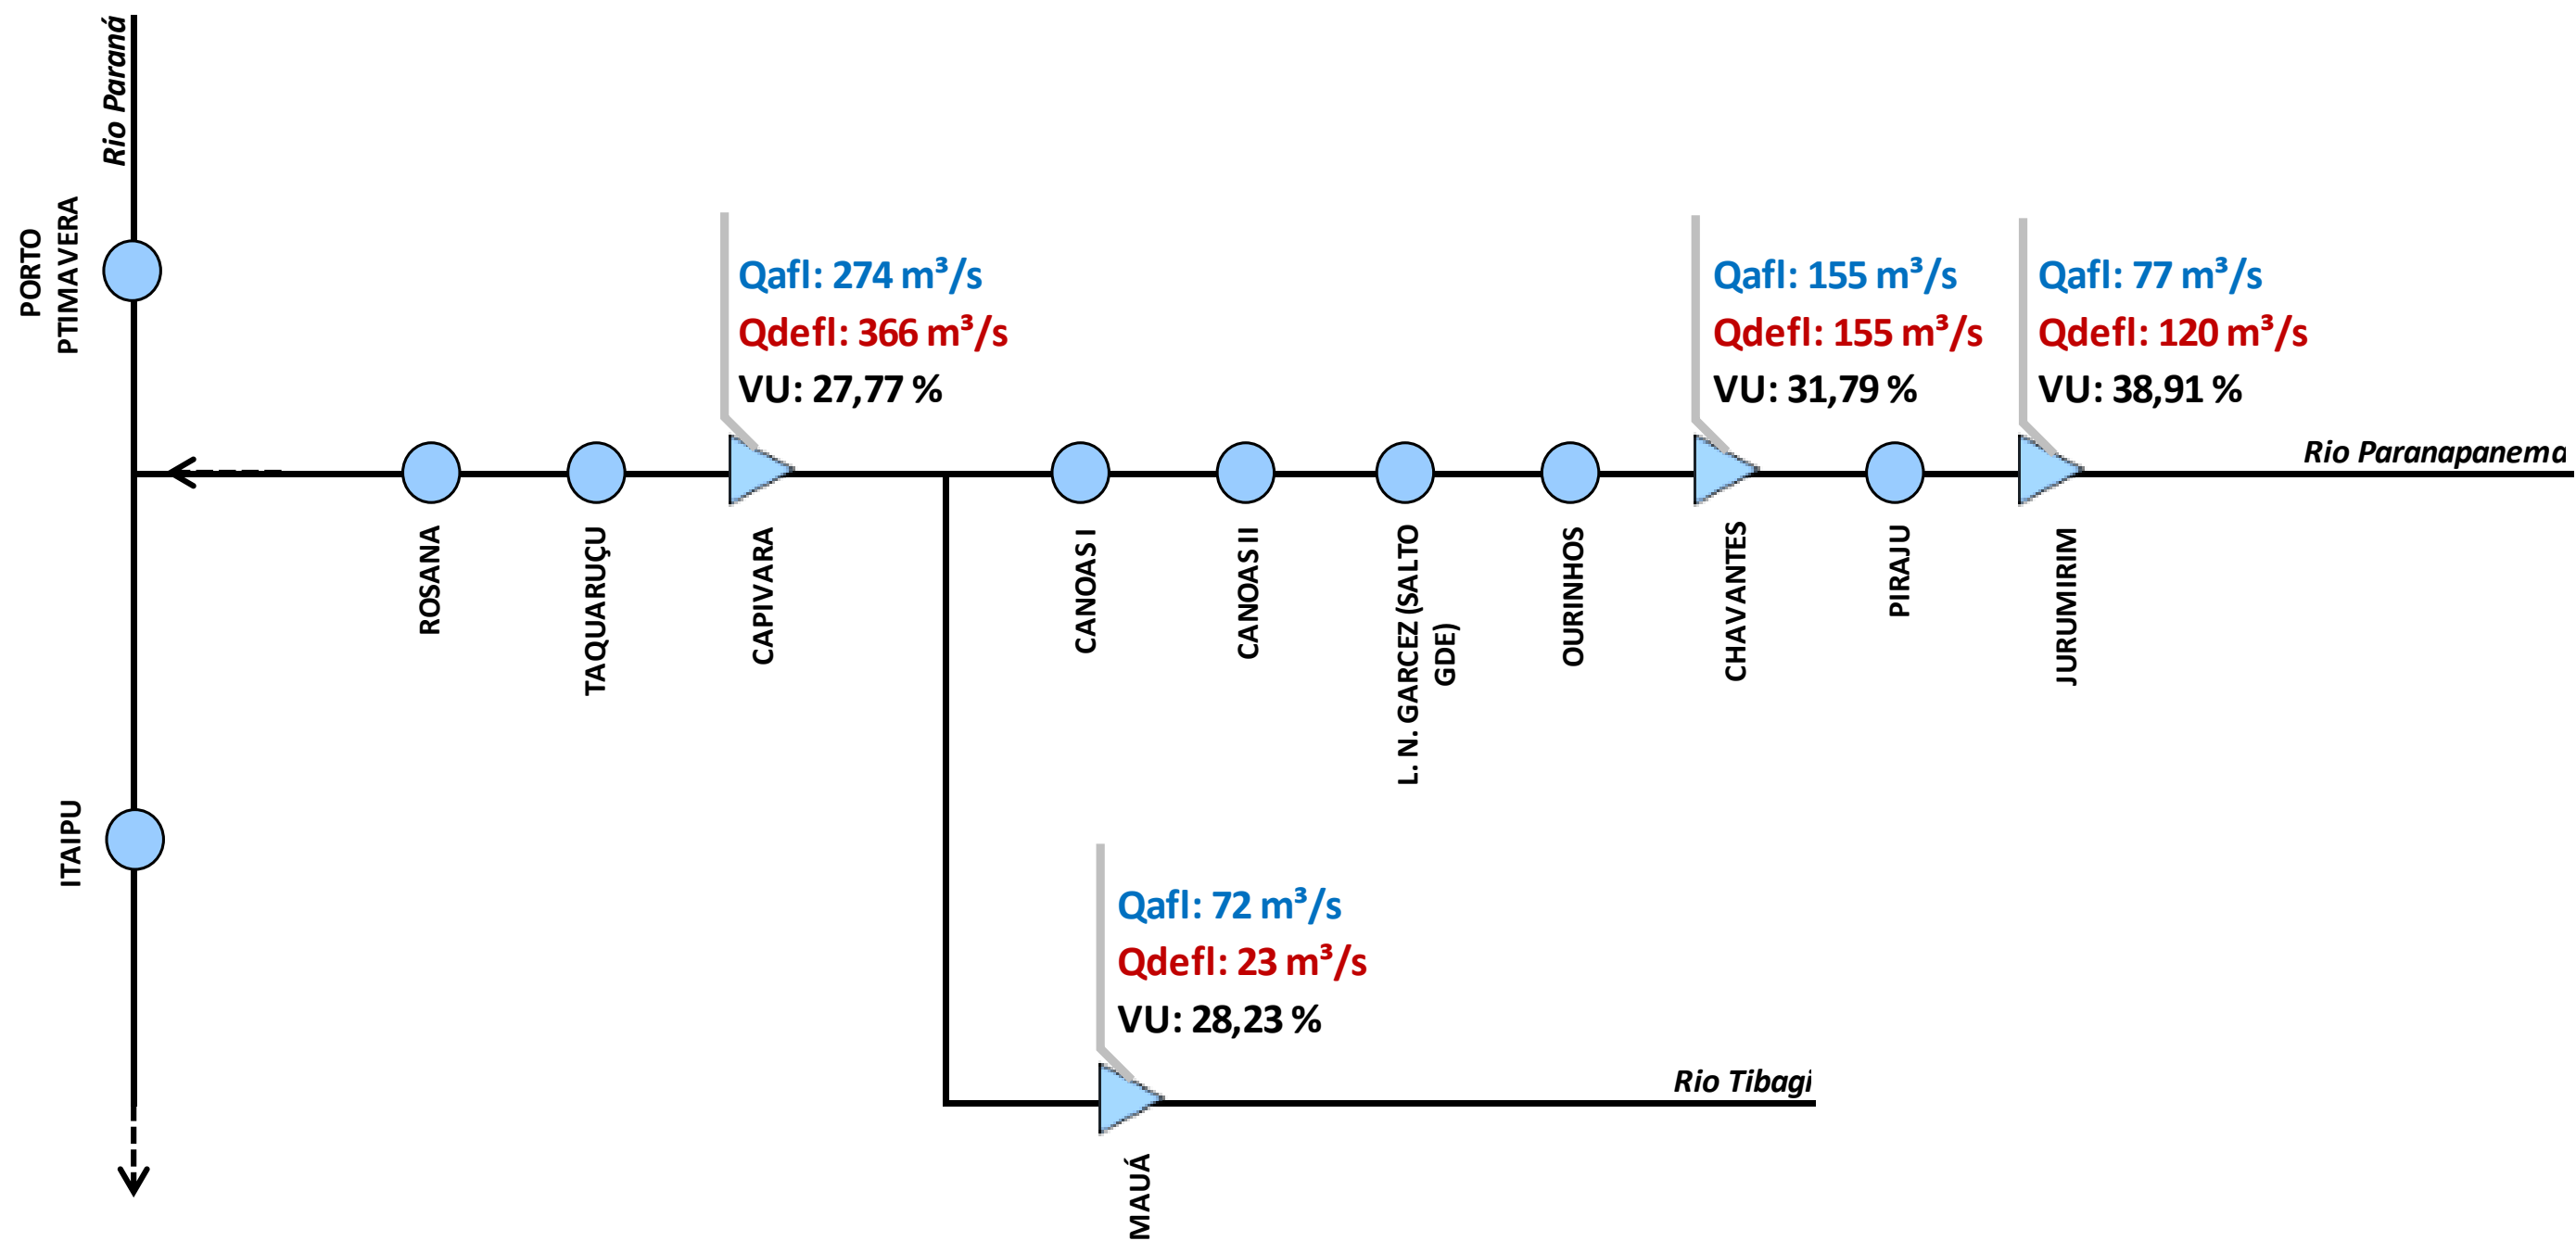 Rio Paraná
PORTO
PTIMAVERA
Qafl: 274 m³/s
Qdefl: 366 m³/s
VU: 27,77 %
Qafl: 155 m³/s
Qdefl: 155 m³/s
VU: 31,79 %
Qafl: 77 m³/s
Qdefl: 120 m³/s
VU: 38,91 %
Rio Paranapanema
ROSANA
TAQUARUÇU
CAPIVARA
CANOAS I
CANOAS II
L. N. GARCEZ (SALTO
GDE)
OURINHOS
CHAVANTES
PIRAJU
JURUMIRIM
ITAIPU
Qafl: 72 m³/s
Qdefl: 23 m³/s
VU: 28,23 %
Rio Tibagi
MAUÁ